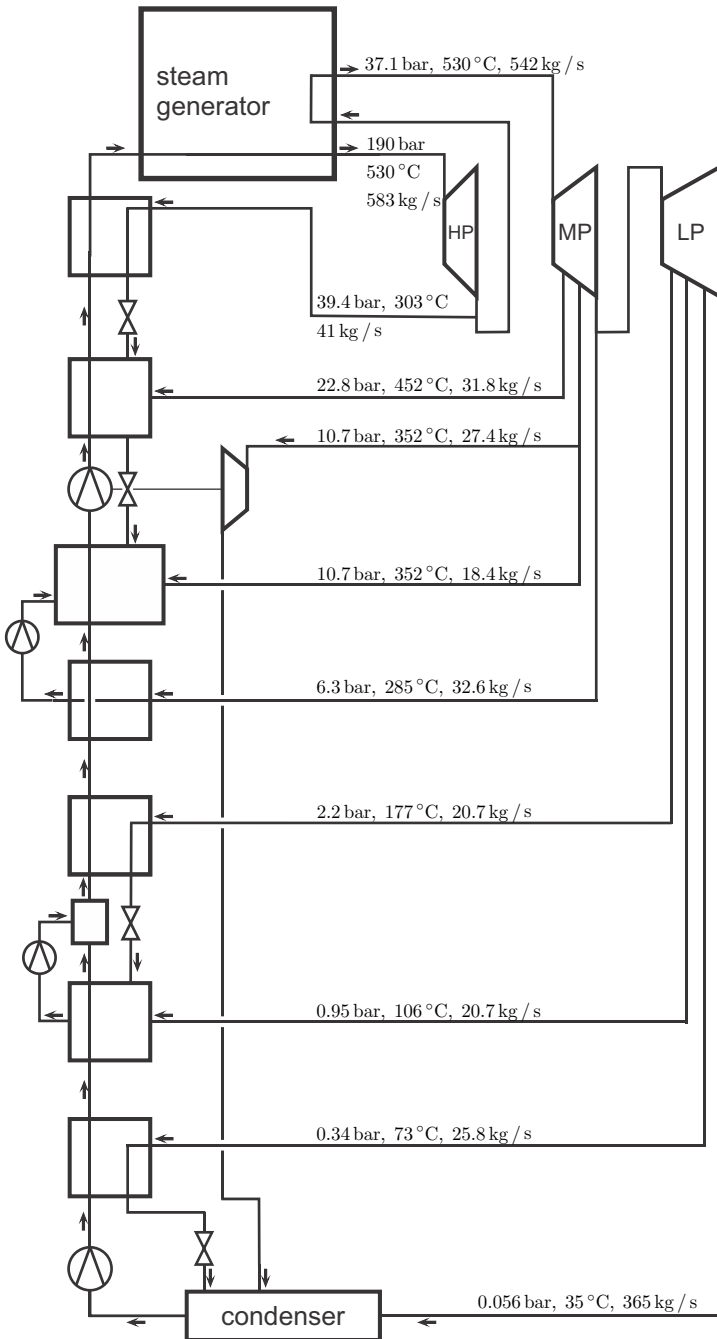 steam
generator
37.1 bar, 530 °C, 542 kg / s
190 bar
530 °C
583 kg / s
HP
MP
LP
39.4 bar, 303 °C
41 kg / s
22.8 bar, 452 °C, 31.8 kg / s
10.7 bar, 352 °C, 27.4 kg / s
10.7 bar, 352 °C, 18.4 kg / s
6.3 bar, 285 °C, 32.6 kg / s
2.2 bar, 177 °C, 20.7 kg / s
0.95 bar, 106 °C, 20.7 kg / s
0.34 bar, 73 °C, 25.8 kg / s
0.056 bar, 35 °C, 365 kg / s
condenser